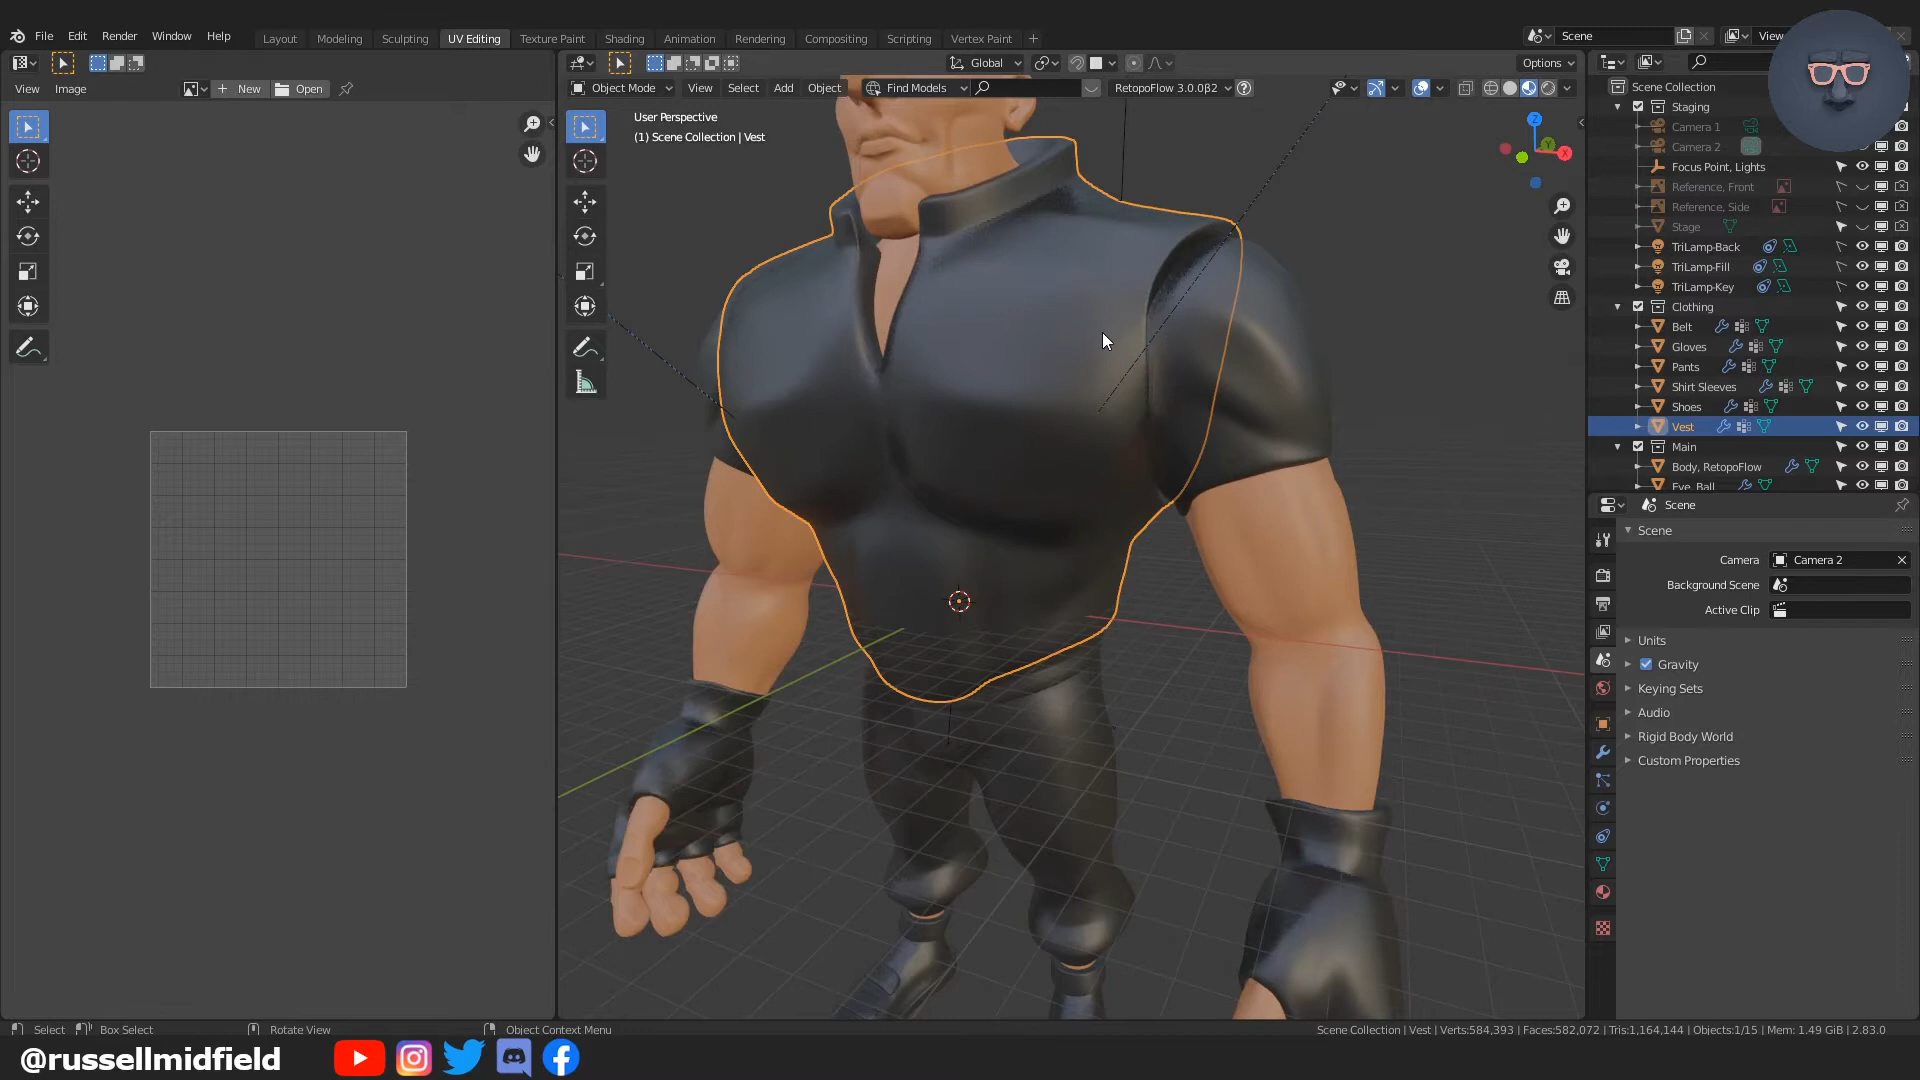 File Edit Render Window Help
Layout Modeling Sculpting UV Editing Texture Paint Shading Animation Rendering Compositing Scripting Vertex Paint +
Scene
View
Global
Options
View Image
+ New Open
Object Mode View Select Add Object
Find Models
RetopoFlow 3.0.0β2
User Perspective
(1) Scene Collection | Vest
Z
Y
X
Scene Collection
Staging
Camera 1
Camera 2
Focus Point, Lights
Reference, Front
Reference, Side
Stage
TriLamp-Back
TriLamp-Fill
TriLamp-Key
Clothing
Belt
Gloves
Pants
Shirt Sleeves
Shoes
Vest
Main
Body, RetopoFlow
Eye, Ball
Scene
Scene
Camera Camera 2
Background Scene
Active Clip
Units
Gravity
Keying Sets
Audio
Rigid Body World
Custom Properties
Select Box Select Rotate View Object Context Menu
Scene Collection | Vest | Verts:584,393 | Faces:582,072 | Tris:1,164,144 | Objects:1/15 | Mem: 1.49 GiB | 2.83.0
@russellmidfield